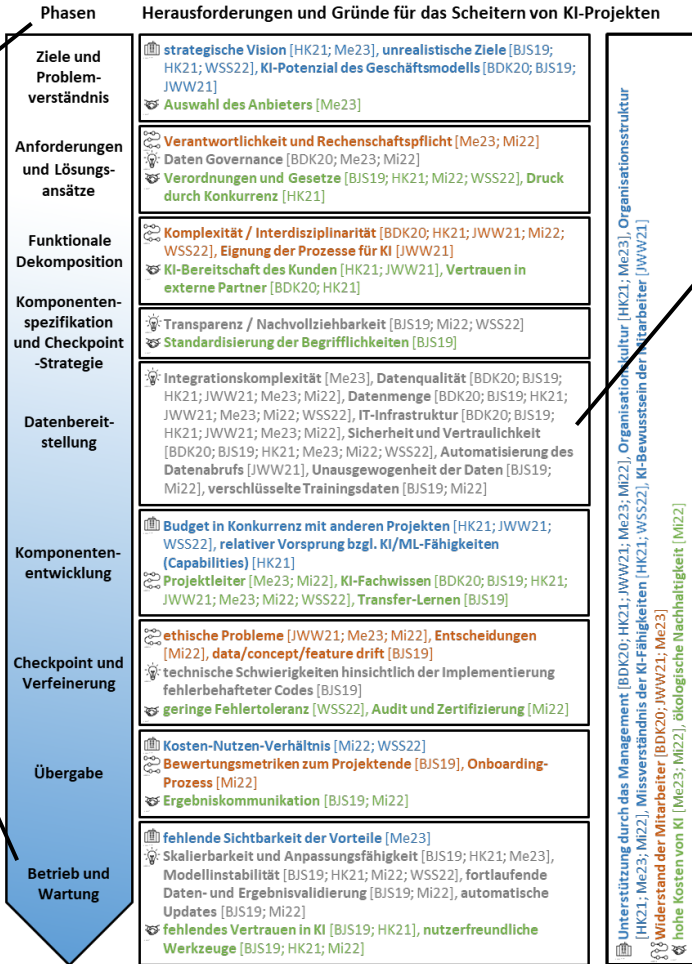 Phasen
Herausforderungen und Gründe für das Scheitern von KI-Projekten
Ziele und
Problem-
verständnis
strategische Vision [HK21; Me23], unrealistische Ziele [BJS19;
HK21; WSS22], KI-Potenzial des Geschäftsmodells [BDK20; BJS19;
JWW21]
Auswahl des Anbieters [Me23]
Anforderungen
und Lösungs-
ansätze
Verantwortlichkeit und Rechenschaftspflicht [Me23; Mi22]
Daten Governance [BDK20; Me23; Mi22]
Verordnungen und Gesetze [BJS19; HK21; Mi22; WSS22], Druck
durch Konkurrenz [HK21]
Funktionale
Dekomposition
Komplexität / Interdisziplinarität [BDK20; HK21; JWW21; Mi22;
WSS22], Eignung der Prozesse für KI [JWW21]
KI-Bereitschaft des Kunden [HK21; JWW21], Vertrauen in
externe Partner [BDK20; HK21]
Komponenten-
spezifikation
und Checkpoint
-Strategie
Transparenz / Nachvollziehbarkeit [BJS19; Mi22; WSS22]
Standardisierung der Begrifflichkeiten [BJS19]
Datenbereit-
stellung
Integrationskomplexität [Me23], Datenqualität [BDK20; BJS19;
HK21; JWW21; Me23; Mi22], Datenmenge [BDK20; BJS19; HK21;
JWW21; Me23; Mi22; WSS22], IT-Infrastruktur [BDK20; BJS19;
HK21; JWW21; Me23; Mi22], Sicherheit und Vertraulichkeit
[BDK20; BJS19; HK21; Me23; Mi22; WSS22], Automatisierung des
Datenabrufs [JWW21], Unausgewogenheit der Daten [BJS19;
Mi22], verschlüsselte Trainingsdaten [BJS19; Mi22]
Komponenten-
entwicklung
Budget in Konkurrenz mit anderen Projekten [HK21; JWW21;
WSS22], relativer Vorsprung bzgl. KI/ML-Fähigkeiten
(Capabilities) [HK21]
Projektleiter [Me23; Mi22], KI-Fachwissen [BDK20; BJS19; HK21;
JWW21; Me23; Mi22; WSS22], Transfer-Lernen [BJS19]
Checkpoint und
Verfeinerung
ethische Probleme [JWW21; Me23; Mi22], Entscheidungen
[Mi22], data/concept/feature drift [BJS19]
technische Schwierigkeiten hinsichtlich der Implementierung
fehlerbehafteter Codes [BJS19]
geringe Fehlertoleranz [WSS22], Audit und Zertifizierung [Mi22]
Übergabe
Kosten-Nutzen-Verhältnis [Mi22; WSS22]
Bewertungsmetriken zum Projektende [BJS19], Onboarding-
Prozess [Mi22]
Ergebniskommunikation [BJS19; Mi22]
Betrieb und
Wartung
fehlende Sichtbarkeit der Vorteile [Me23]
Skalierbarkeit und Anpassungsfähigkeit [BJS19; HK21; Me23],
Modellinstabilität [BJS19; HK21; Mi22; WSS22], fortlaufende
Daten- und Ergebnisvalidierung [BJS19; Mi22], automatische
Updates [BJS19; Mi22]
fehlendes Vertrauen in KI [BJS19; HK21], nutzerfreundliche
Werkzeuge [BJS19; HK21; Mi22]
Unterstützung durch das Management [BDK20; HK21; JWW21; Me23; Mi22], Organisationskultur [HK21; Me23], Organisationsstruktur
[HK21; Me23; Mi22], Missverständnis der KI-Fähigkeiten [HK21; WSS22], KI-Bewusstsein der Mitarbeiter [JWW21]
Widerstand der Mitarbeiter [BDK20; JWW21; Me23]
hohe Kosten von KI [Me23; Mi22], ökologische Nachhaltigkeit [Mi22]